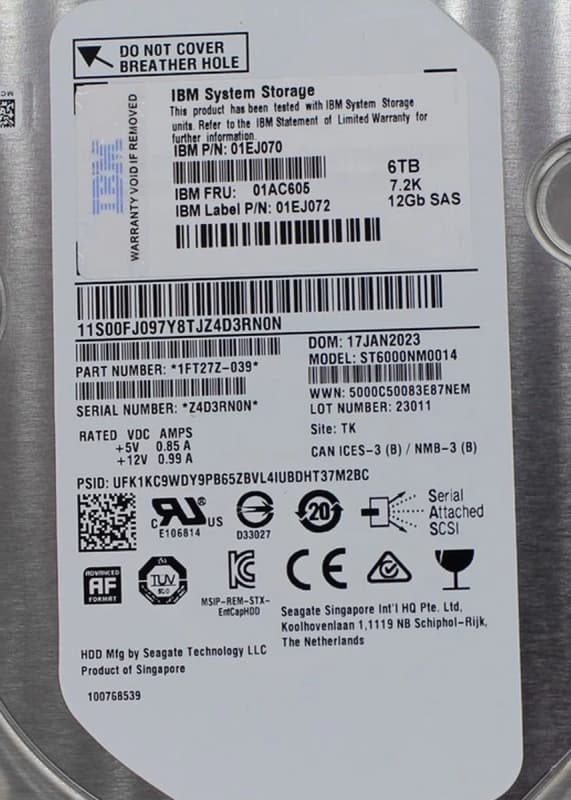 DO NOT COVER
BREATHER HOLE
WARRANTY VOID IF REMOVED
IBM
IBM System Storage
This product has been tested with IBM System Storage
units. Refer to the IBM Statement of Limited Warranty for
further information.
IBM P/N: 01EJ070
IBM FRU: 01AC605
IBM Label P/N: 01EJ072
6TB
7.2K
12Gb SAS
11S00FJ097Y8TJZ4D3RN0N
PART NUMBER: *1FT27Z-039*
SERIAL NUMBER: *Z4D3RN0N*
DOM: 17JAN2023
MODEL: ST6000NM0014
WWN: 5000C50083E87NEM
LOT NUMBER: 23011
Site: TK
CAN ICES-3 (B) / NMB-3 (B)
RATED VDC AMPS
+5V 0.85 A
+12V 0.99 A
PSID: UFK1KC9WDY9PB65ZBVL4IUBDHT37M2BC
c RU ® US
E106814
D33027
20
Serial
Attached
SCSI
ADVANCED
AF
FORMAT
TUV
MSIP-REM-STX-
EntCapHDD
CE
Seagate Singapore Int'l HQ Pte. Ltd,
Koolhovenlaan 1,1119 NB Schiphol-Rijk,
The Netherlands
HDD Mfg by Seagate Technology LLC
Product of Singapore
100768539